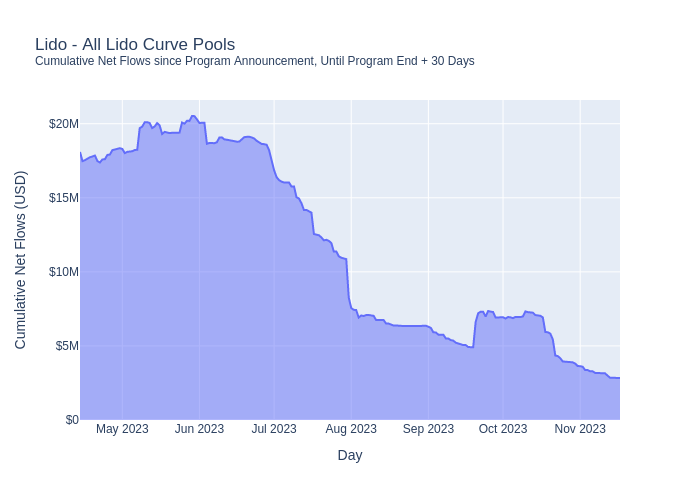 Lido - All Lido Curve Pools
Cumulative Net Flows since Program Announcement, Until Program End + 30 Days
$20M
$15M
$10M
$5M
$0
Cumulative Net Flows (USD)
May 2023
Jun 2023
Jul 2023
Aug 2023
Sep 2023
Oct 2023
Nov 2023
Day